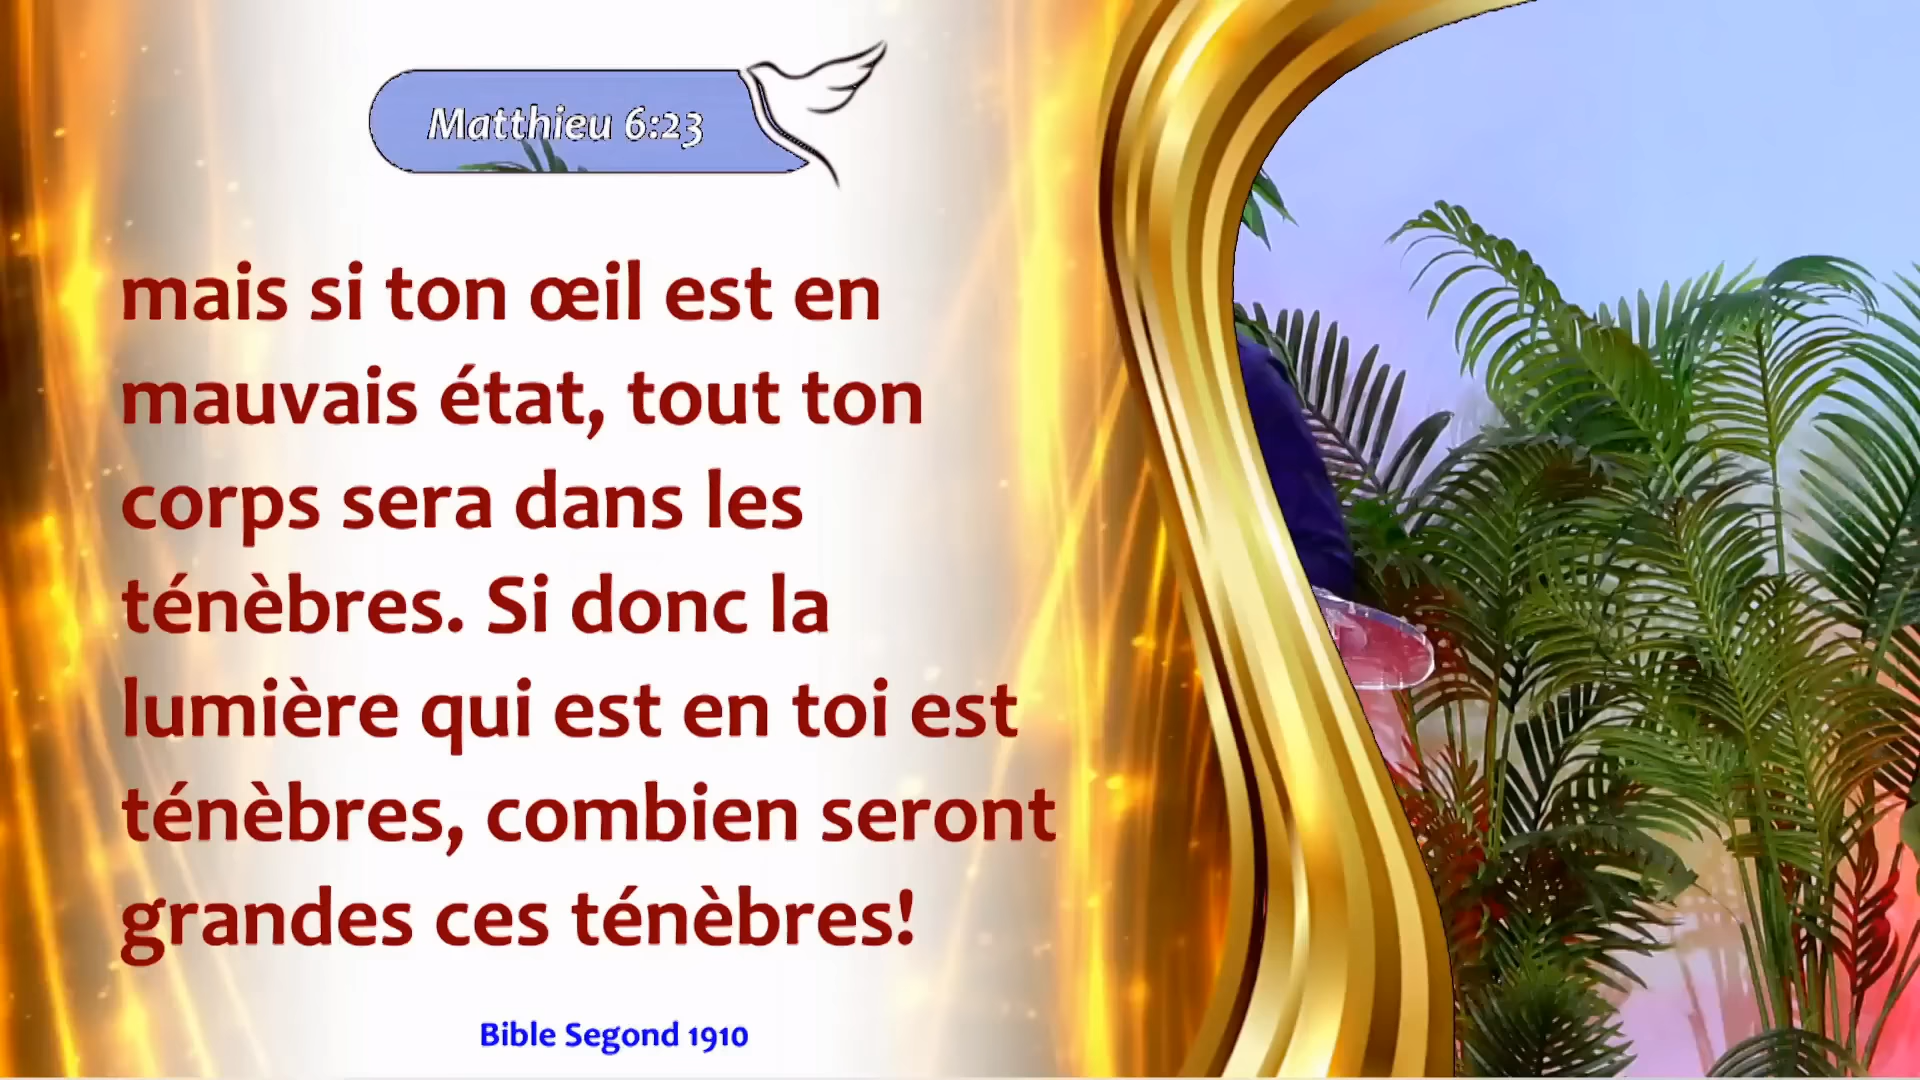 Matthieu 6:23
mais si ton œil est en
mauvais état, tout ton
corps sera dans les
ténèbres. Si donc la
lumière qui est en toi est
ténèbres, combien seront
grandes ces ténèbres!
Bible Segond 1910